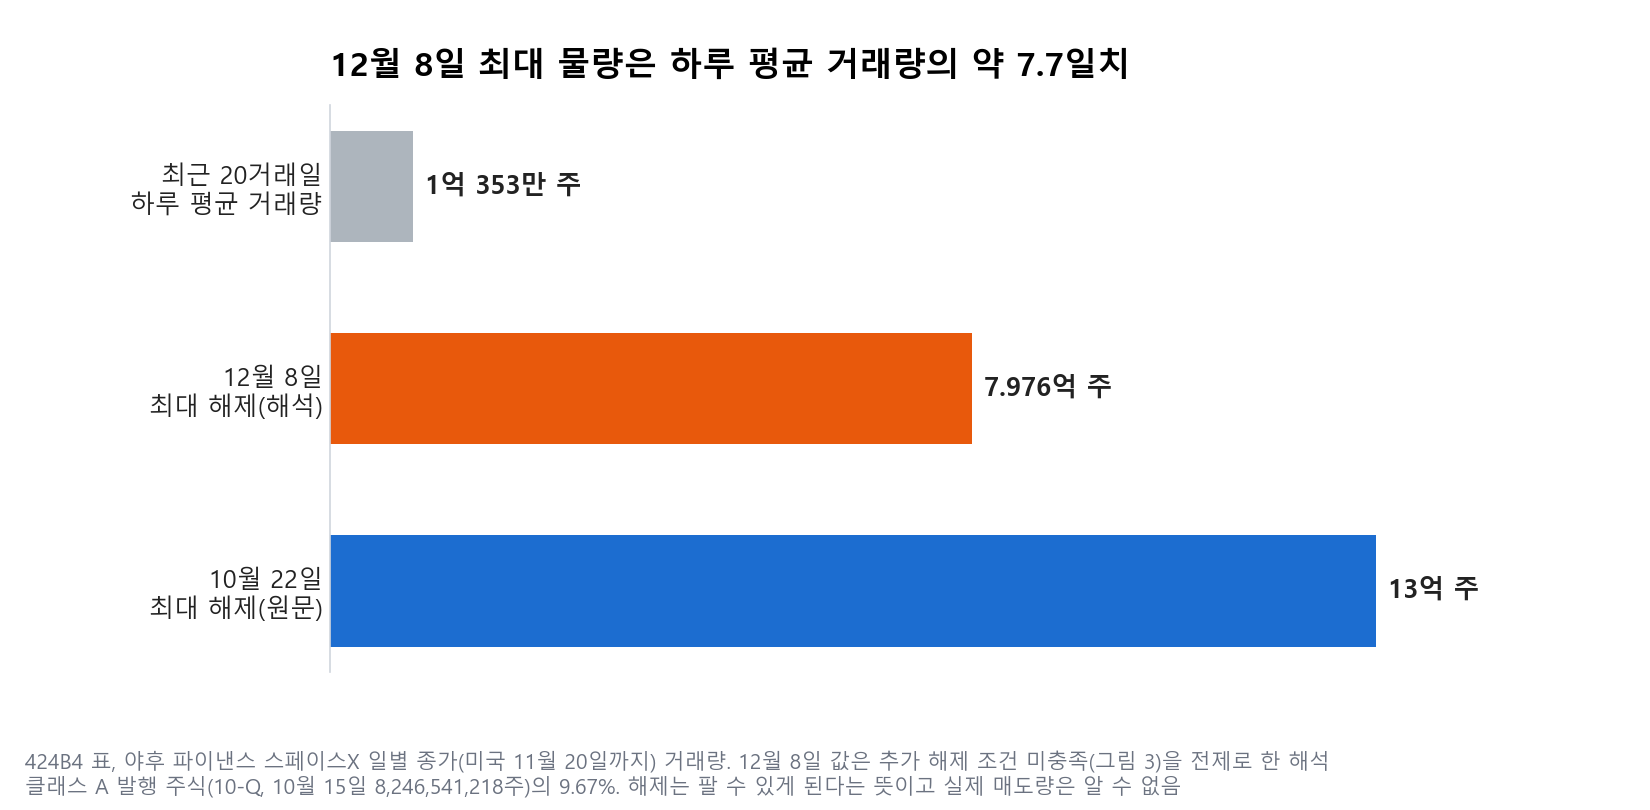 12월 8일 최대 물량은 하루 평균 거래량의 약 7.7일치
최근 20거래일
하루 평균 거래량
1억 353만 주
12월 8일
최대 해제(해석)
7.976억 주
10월 22일
최대 해제(원문)
13억 주
424B4 표, 야후 파이낸스 스페이스X 일별 종가(미국 11월 20일까지) 거래량. 12월 8일 값은 추가 해제 조건 미충족(그림 3)을 전제로 한 해석
클래스 A 발행 주식(10-Q, 10월 15일 8,246,541,218주)의 9.67%. 해제는 팔 수 있게 된다는 뜻이고 실제 매도량은 알 수 없음